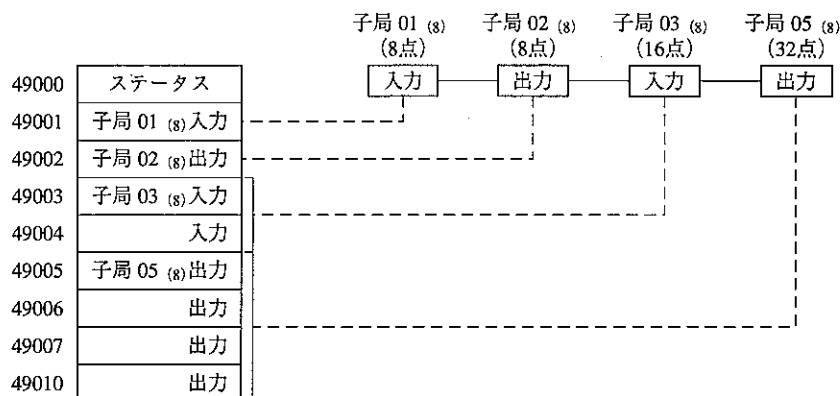 子局 01 (8) 子局 02 (8) 子局 03 (8) 子局 05 (8)
(8点) (8点) (16点) (32点)
入力 出力 入力 出力
49000 ステータス
49001 子局 01 (8) 入力
49002 子局 02 (8) 出力
49003 子局 03 (8) 入力
49004 入力
49005 子局 05 (8) 出力
49006 出力
49007 出力
49010 出力